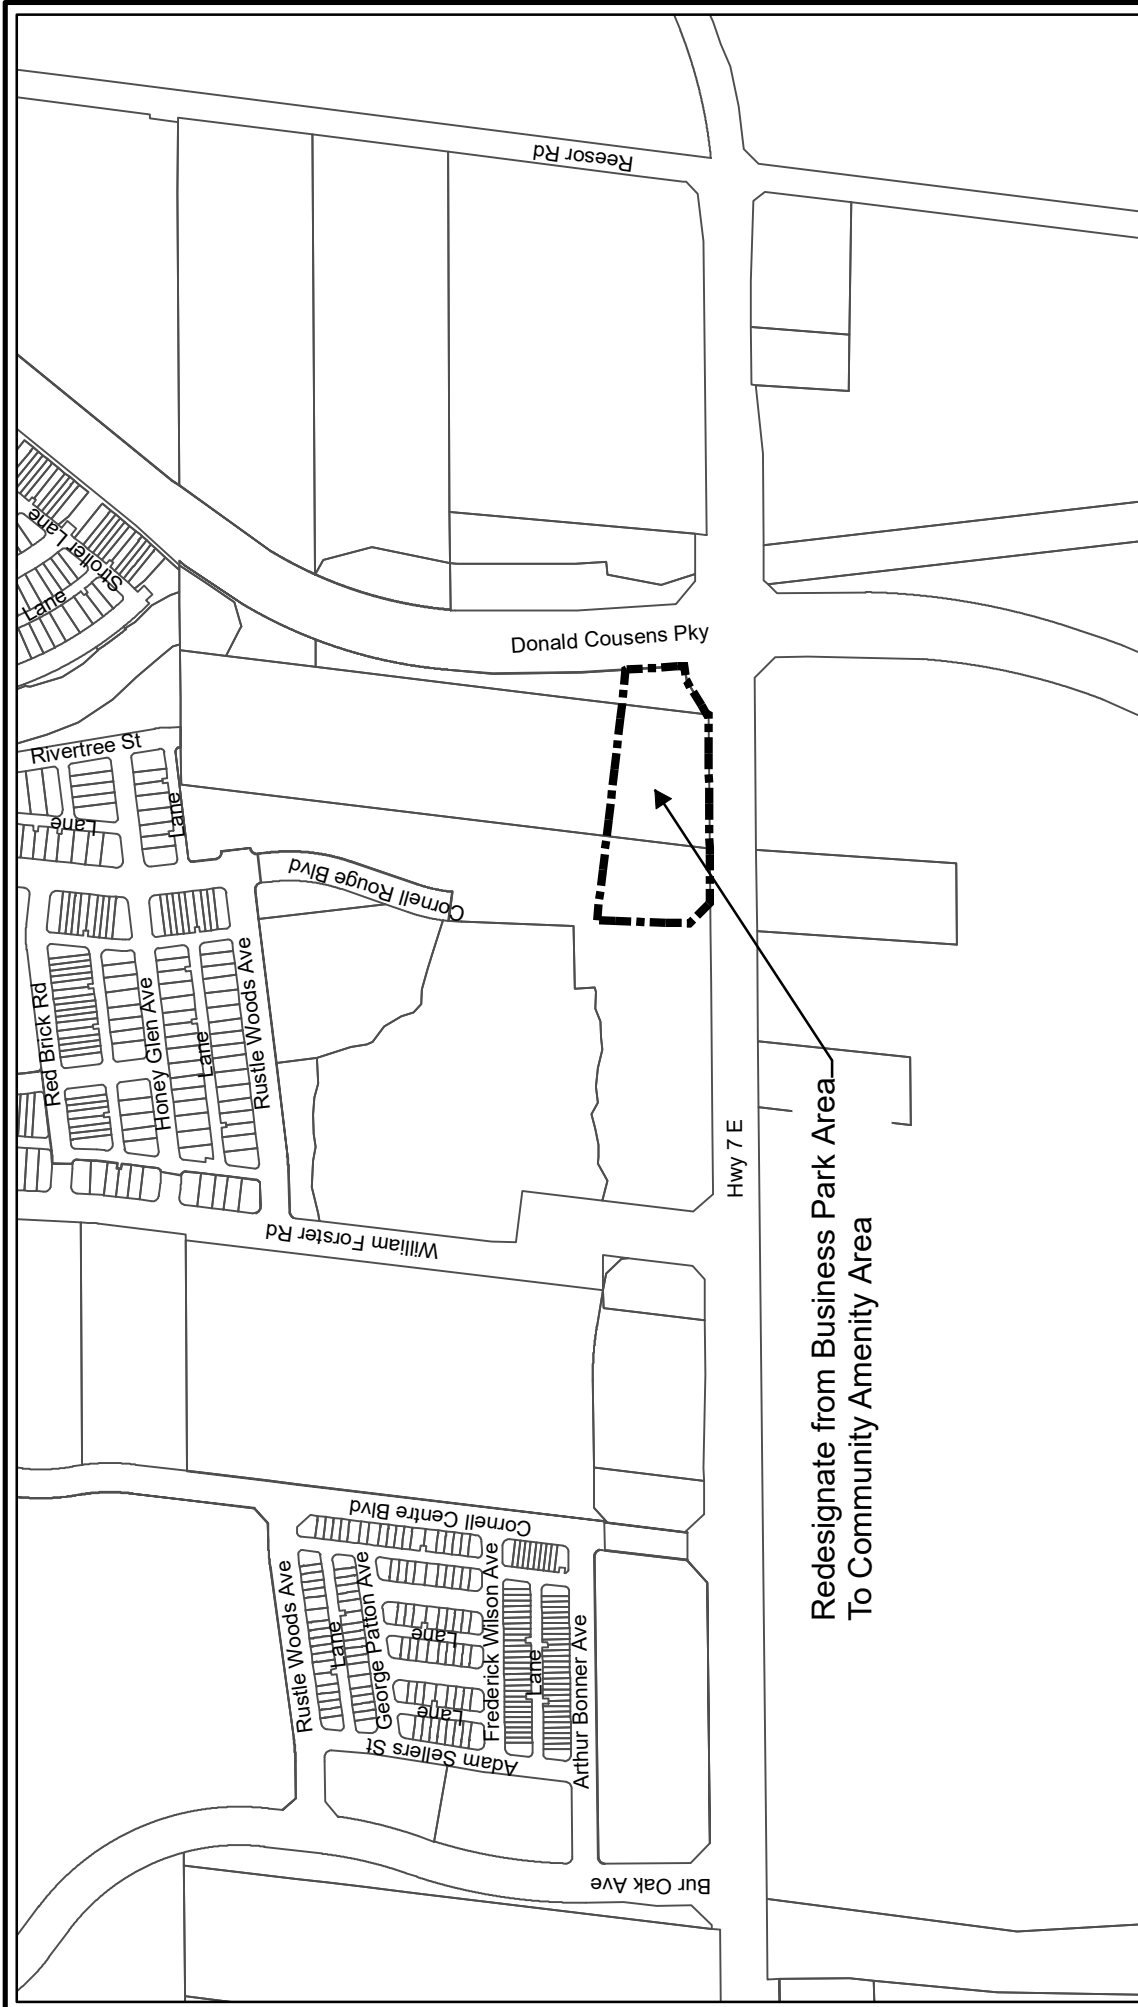 Reesor Rd
Stroller Lane
Lane
Donald Cousens Pky
Rivertree St
Lane
Lane
Cornell Rouge Blvd
Red Brick Rd
Honey Glen Ave
Lane
Rustle Woods Ave
Hwy 7 E
William Forster Rd
Redesignate from Business Park Area
To Community Amenity Area
Cornell Centre Blvd
Rustle Woods Ave
Lane
George Patton Ave
Lane
Lane
Frederick Wilson Ave
Lane
Arthur Bonner Ave
Adam Sellers St
Bur Oak Ave